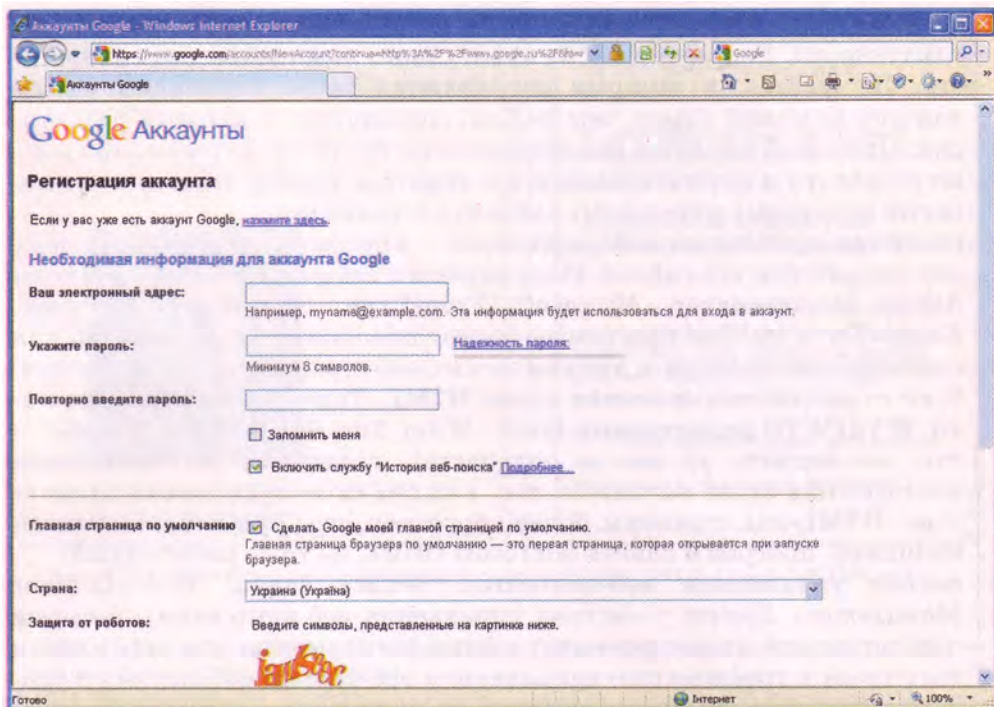 Аккаунты Google - Windows Internet Explorer
Google
Аккаунты Google
Google Аккаунты
Регистрация аккаунта
Если у вас уже есть аккаунт Google, нажмите здесь.
Необходимая информация для аккаунта Google
Ваш электронный адрес:
Например, myname@example.com. Эта информация будет использоваться для входа в аккаунт.
Укажите пароль: Надежность пароля:
Минимум 8 символов.
Повторно введите пароль:
Запомнить меня
Включить службу "История веб-поиска" Подробнее...
Главная страница по умолчанию Сделать Google моей главной страницей по умолчанию.
Главная страница браузера по умолчанию — это первая страница, которая открывается при запуске
браузера.
Страна: Украина (Україна)
Защита от роботов: Введите символы, представленные на картинке ниже.
Готово Інтернет 100%